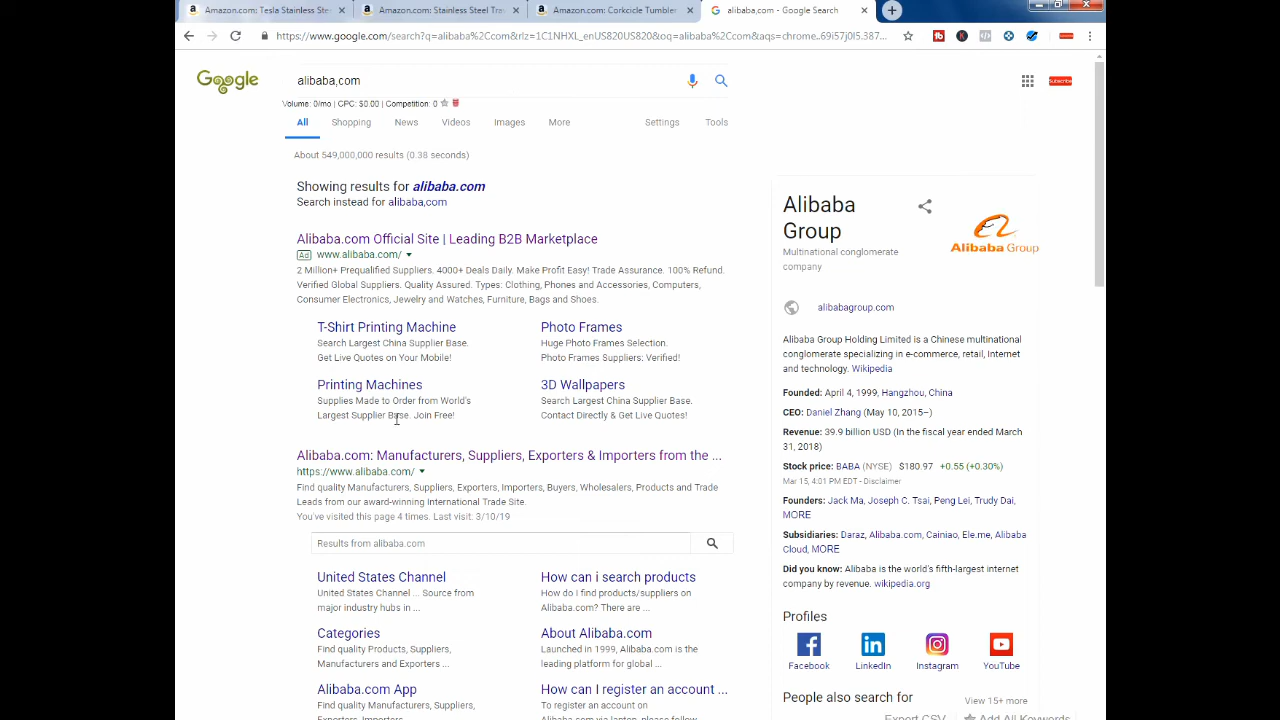 Amazon.com: Tesla Stainless Ste
Amazon.com: Stainless Steel Tra
Amazon.com: Corkcicle Tumbler
alibaba,com - Google Search
https://www.google.com/search?q=alibaba%2Ccom&rlz=1C1NHXL_enUS820US820&oq=alibaba%2Ccom&aqs=chrome..69i57j0l5.387...
Google
alibaba,com
Subscribe
Volume: 0/mo | CPC: $0.00 | Competition: 0
All Shopping News Videos Images More Settings Tools
About 549,000,000 results (0.38 seconds)
Showing results for alibaba.com
Search instead for alibaba,com
Alibaba.com Official Site | Leading B2B Marketplace
Ad www.alibaba.com/
2 Million+ Prequalified Suppliers. 4000+ Deals Daily. Make Profit Easy! Trade Assurance. 100% Refund.
Verified Global Suppliers. Quality Assured. Types: Clothing, Phones and Accessories, Computers,
Consumer Electronics, Jewelry and Watches, Furniture, Bags and Shoes.
T-Shirt Printing Machine
Search Largest China Supplier Base.
Get Live Quotes on Your Mobile!
Photo Frames
Huge Photo Frames Selection.
Photo Frames Suppliers: Verified!
Printing Machines
Supplies Made to Order from World's
Largest Supplier Base. Join Free!
3D Wallpapers
Search Largest China Supplier Base.
Contact Directly & Get Live Quotes!
Alibaba.com: Manufacturers, Suppliers, Exporters & Importers from the ...
https://www.alibaba.com/
Find quality Manufacturers, Suppliers, Exporters, Importers, Buyers, Wholesalers, Products and Trade
Leads from our award-winning International Trade Site.
You've visited this page 4 times. Last visit: 3/10/19
Results from alibaba.com
United States Channel
United States Channel ... Source from
major industry hubs in ...
How can i search products
How do I find products/suppliers on
Alibaba.com? There are ...
Categories
Find quality Products, Suppliers,
Manufacturers and Exporters ...
About Alibaba.com
Launched in 1999, Alibaba.com is the
leading platform for global ...
Alibaba.com App
Find quality Manufacturers, Suppliers,
Exporters, Importers
How can I register an account ...
To register an account on
Alibaba.com via laptop, please follow
Alibaba
Group
Multinational conglomerate
company
Alibaba Group
alibabagroup.com
Alibaba Group Holding Limited is a Chinese multinational
conglomerate specializing in e-commerce, retail, Internet
and technology. Wikipedia
Founded: April 4, 1999, Hangzhou, China
CEO: Daniel Zhang (May 10, 2015–)
Revenue: 39.9 billion USD (In the fiscal year ended March
31, 2018)
Stock price: BABA (NYSE) $180.97 +0.55 (+0.30%)
Mar 15, 4:01 PM EDT - Disclaimer
Founders: Jack Ma, Joseph C. Tsai, Peng Lei, Trudy Dai,
MORE
Subsidiaries: Daraz, Alibaba.com, Cainiao, Ele.me, Alibaba
Cloud, MORE
Did you know: Alibaba is the world's fifth-largest internet
company by revenue. wikipedia.org
Profiles
Facebook LinkedIn Instagram YouTube
People also search for View 15+ more
Export CSV Add All Keywords